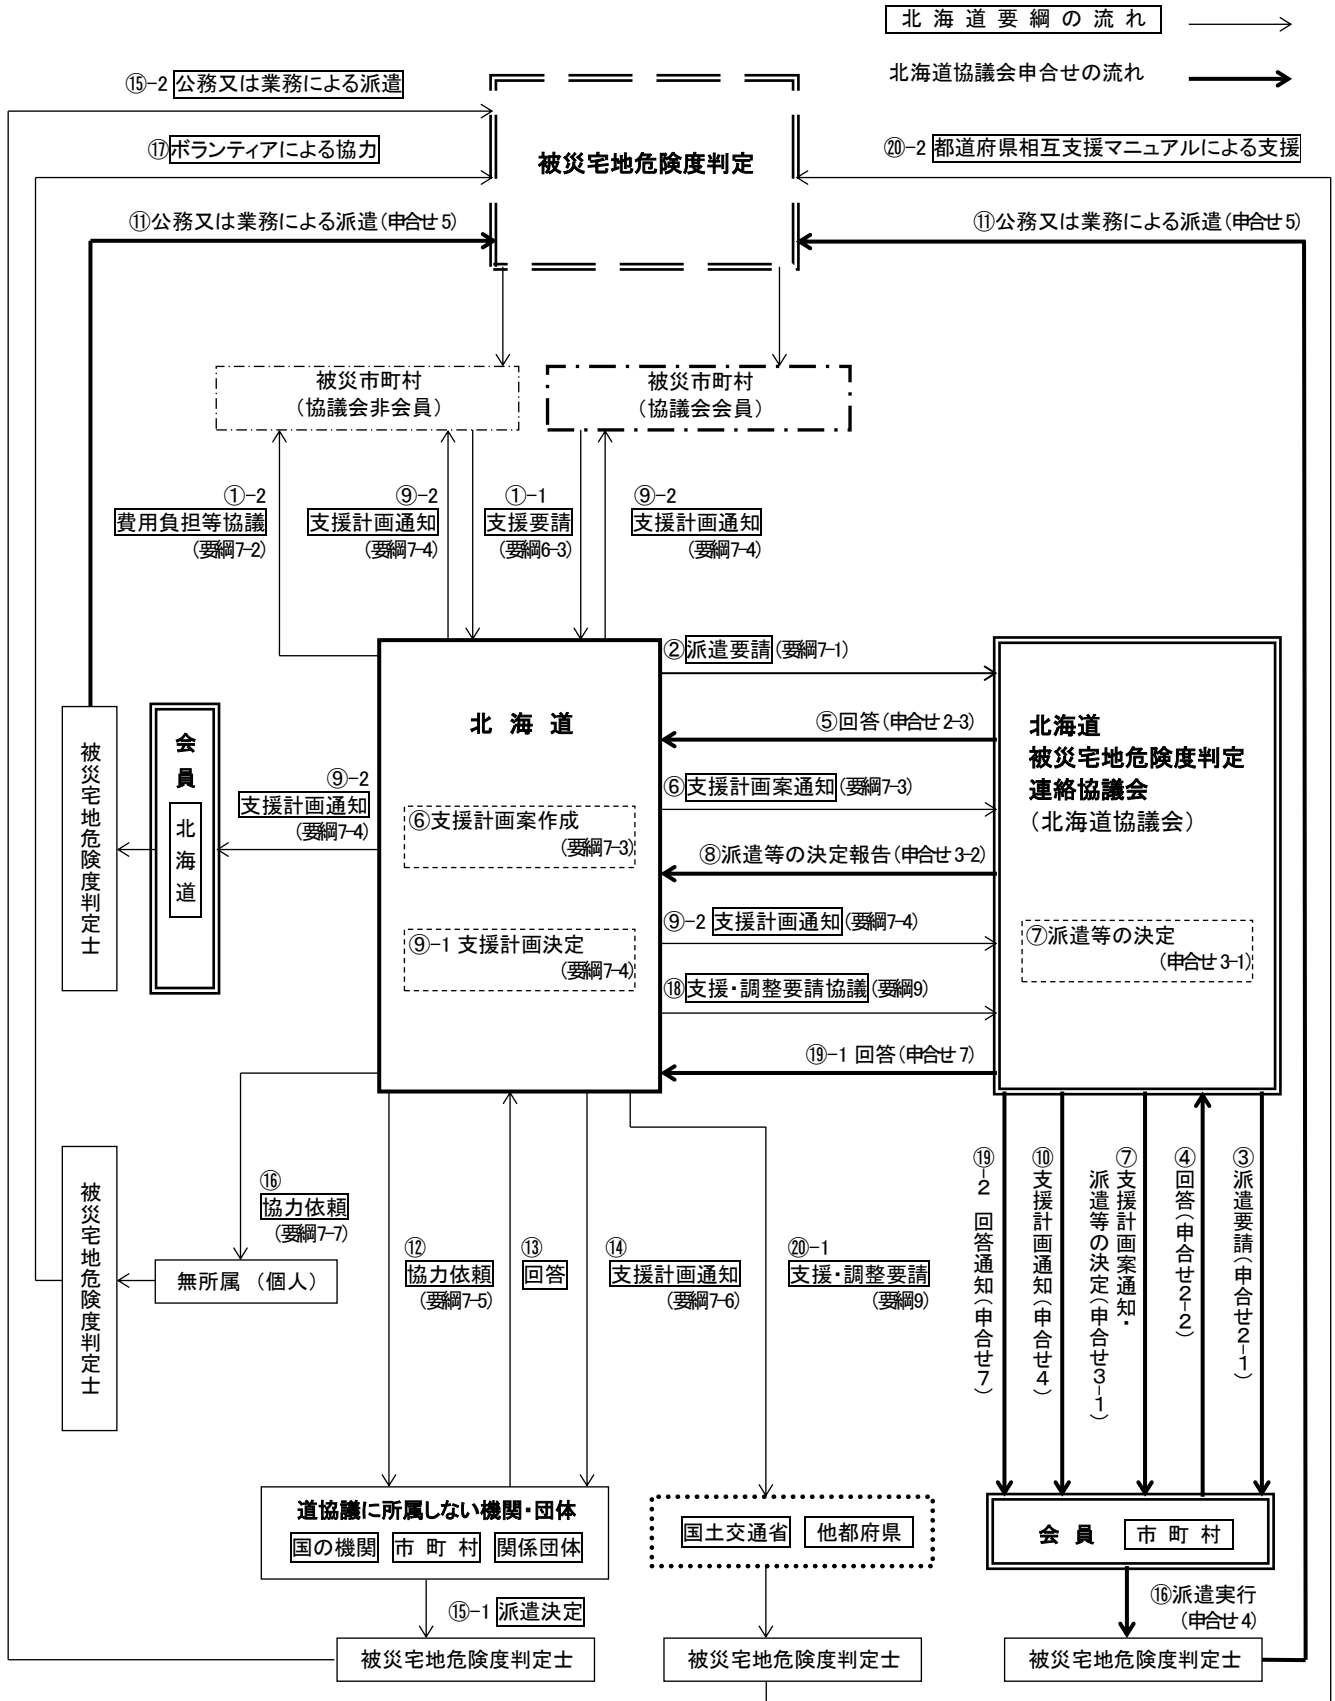 北海道要綱の流れ
北海道協議会申合せの流れ
⑮-2 公務又は業務による派遣
⑰ボランティアによる協力
被災宅地危険度判定
⑳-2 都道府県相互支援マニュアルによる支援
⑪公務又は業務による派遣(申合せ5)
⑪公務又は業務による派遣(申合せ5)
被災市町村
（協議会非会員）
被災市町村
（協議会会員）
①-2
費用負担等協議
(要綱7-2)
⑨-2
支援計画通知
(要綱7-4)
①-1
支援要請
(要綱6-3)
⑨-2
支援計画通知
(要綱7-4)
②派遣要請(要綱7-1)
⑤回答(申合せ2-3)
⑥支援計画案通知(要綱7-3)
⑧派遣等の決定報告(申合せ3-2)
⑨-2 支援計画通知(要綱7-4)
⑱支援・調整要請協議(要綱9)
⑲-1 回答(申合せ7)
北海道
⑥支援計画案作成
(要綱7-3)
⑨-1 支援計画決定
(要綱7-4)
北海道
被災宅地危険度判定
連絡協議会
（北海道協議会）
⑦派遣等の決定
(申合せ3-1)
被災宅地危険度判定士
会員
北海道
⑨-2
支援計画通知
(要綱7-4)
被災宅地危険度判定士
⑯
協力依頼
(要綱7-7)
無所属（個人）
⑫
協力依頼
(要綱7-5)
⑬
回答
⑭
支援計画通知
(要綱7-6)
⑳-1
支援・調整要請
(要綱9)
③派遣要請(申合せ2-1)
④回答(申合せ2-2)
⑦支援計画案通知・
派遣等の決定(申合せ3-1)
⑩支援計画通知(申合せ4)
⑲-2 回答通知(申合せ7)
道協議に所属しない機関・団体
国の機関 市町村 関係団体
国土交通省 他都府県
会員 市町村
⑮-1 派遣決定
⑯派遣実行
(申合せ4)
被災宅地危険度判定士
被災宅地危険度判定士
被災宅地危険度判定士